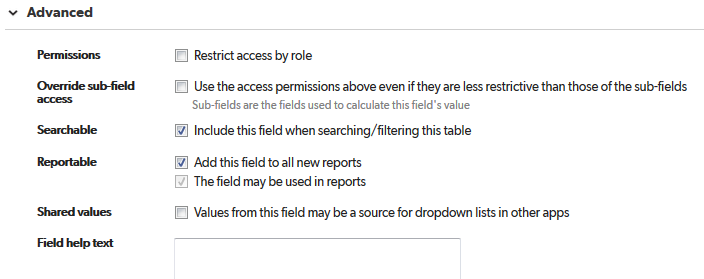 Advanced
Permissions Restrict access by role
Override sub-field access Use the access permissions above even if they are less restrictive than those of the sub-fields
Sub-fields are the fields used to calculate this field's value
Searchable Include this field when searching/filtering this table
Reportable Add this field to all new reports
The field may be used in reports
Shared values Values from this field may be a source for dropdown lists in other apps
Field help text